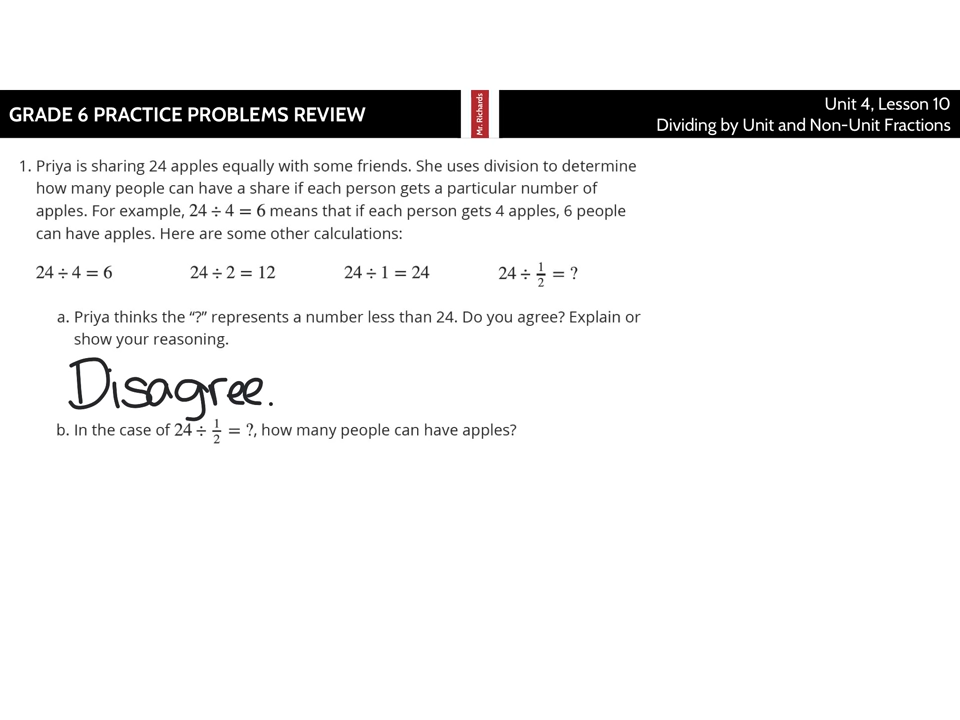 GRADE 6 PRACTICE PROBLEMS REVIEW
Mr. Richards
Unit 4, Lesson 10
Dividing by Unit and Non-Unit Fractions
1. Priya is sharing 24 apples equally with some friends. She uses division to determine
how many people can have a share if each person gets a particular number of
apples. For example, 24 ÷ 4 = 6 means that if each person gets 4 apples, 6 people
can have apples. Here are some other calculations:
24 ÷ 4 = 6 24 ÷ 2 = 12 24 ÷ 1 = 24 24 ÷ 1/2 = ?
a. Priya thinks the “?” represents a number less than 24. Do you agree? Explain or
show your reasoning.
Disagree.
b. In the case of 24 ÷ 1/2 = ?, how many people can have apples?